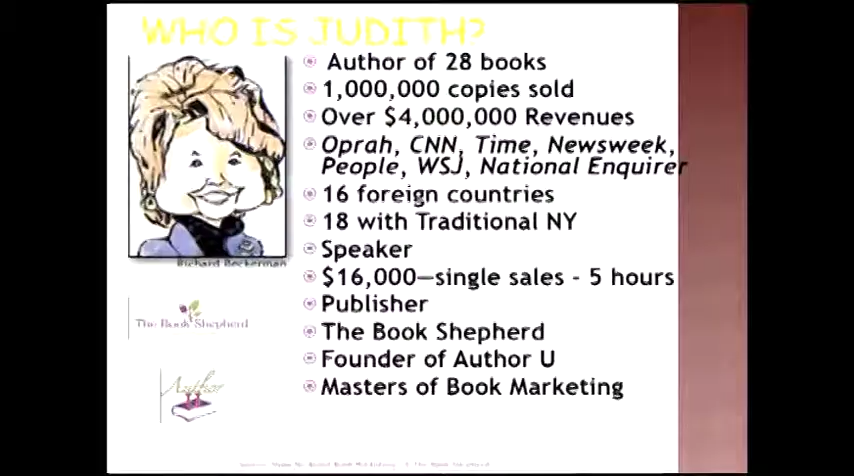 WHO IS JUDITH?
Author of 28 books
1,000,000 copies sold
Over $4,000,000 Revenues
Oprah, CNN, Time, Newsweek,
People, WSJ, National Enquirer
16 foreign countries
18 with Traditional NY
Speaker
$16,000—single sales - 5 hours
Publisher
The Book Shepherd
Founder of Author U
Masters of Book Marketing
Richard Beckerman
The Book Shepherd
Author